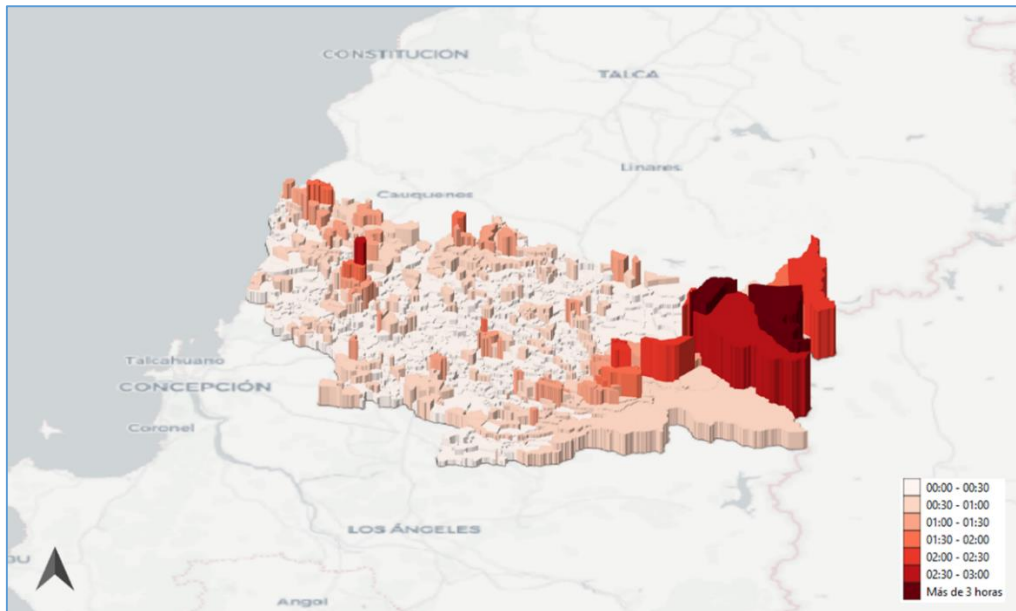 CONSTITUCIÓN
TALCA
Linares
Cauquenes
Talcahuano
CONCEPCIÓN
Coronel
LOS ÁNGELES
Angol
00:00 - 00:30
00:30 - 01:00
01:00 - 01:30
01:30 - 02:00
02:00 - 02:30
02:30 - 03:00
Más de 3 horas